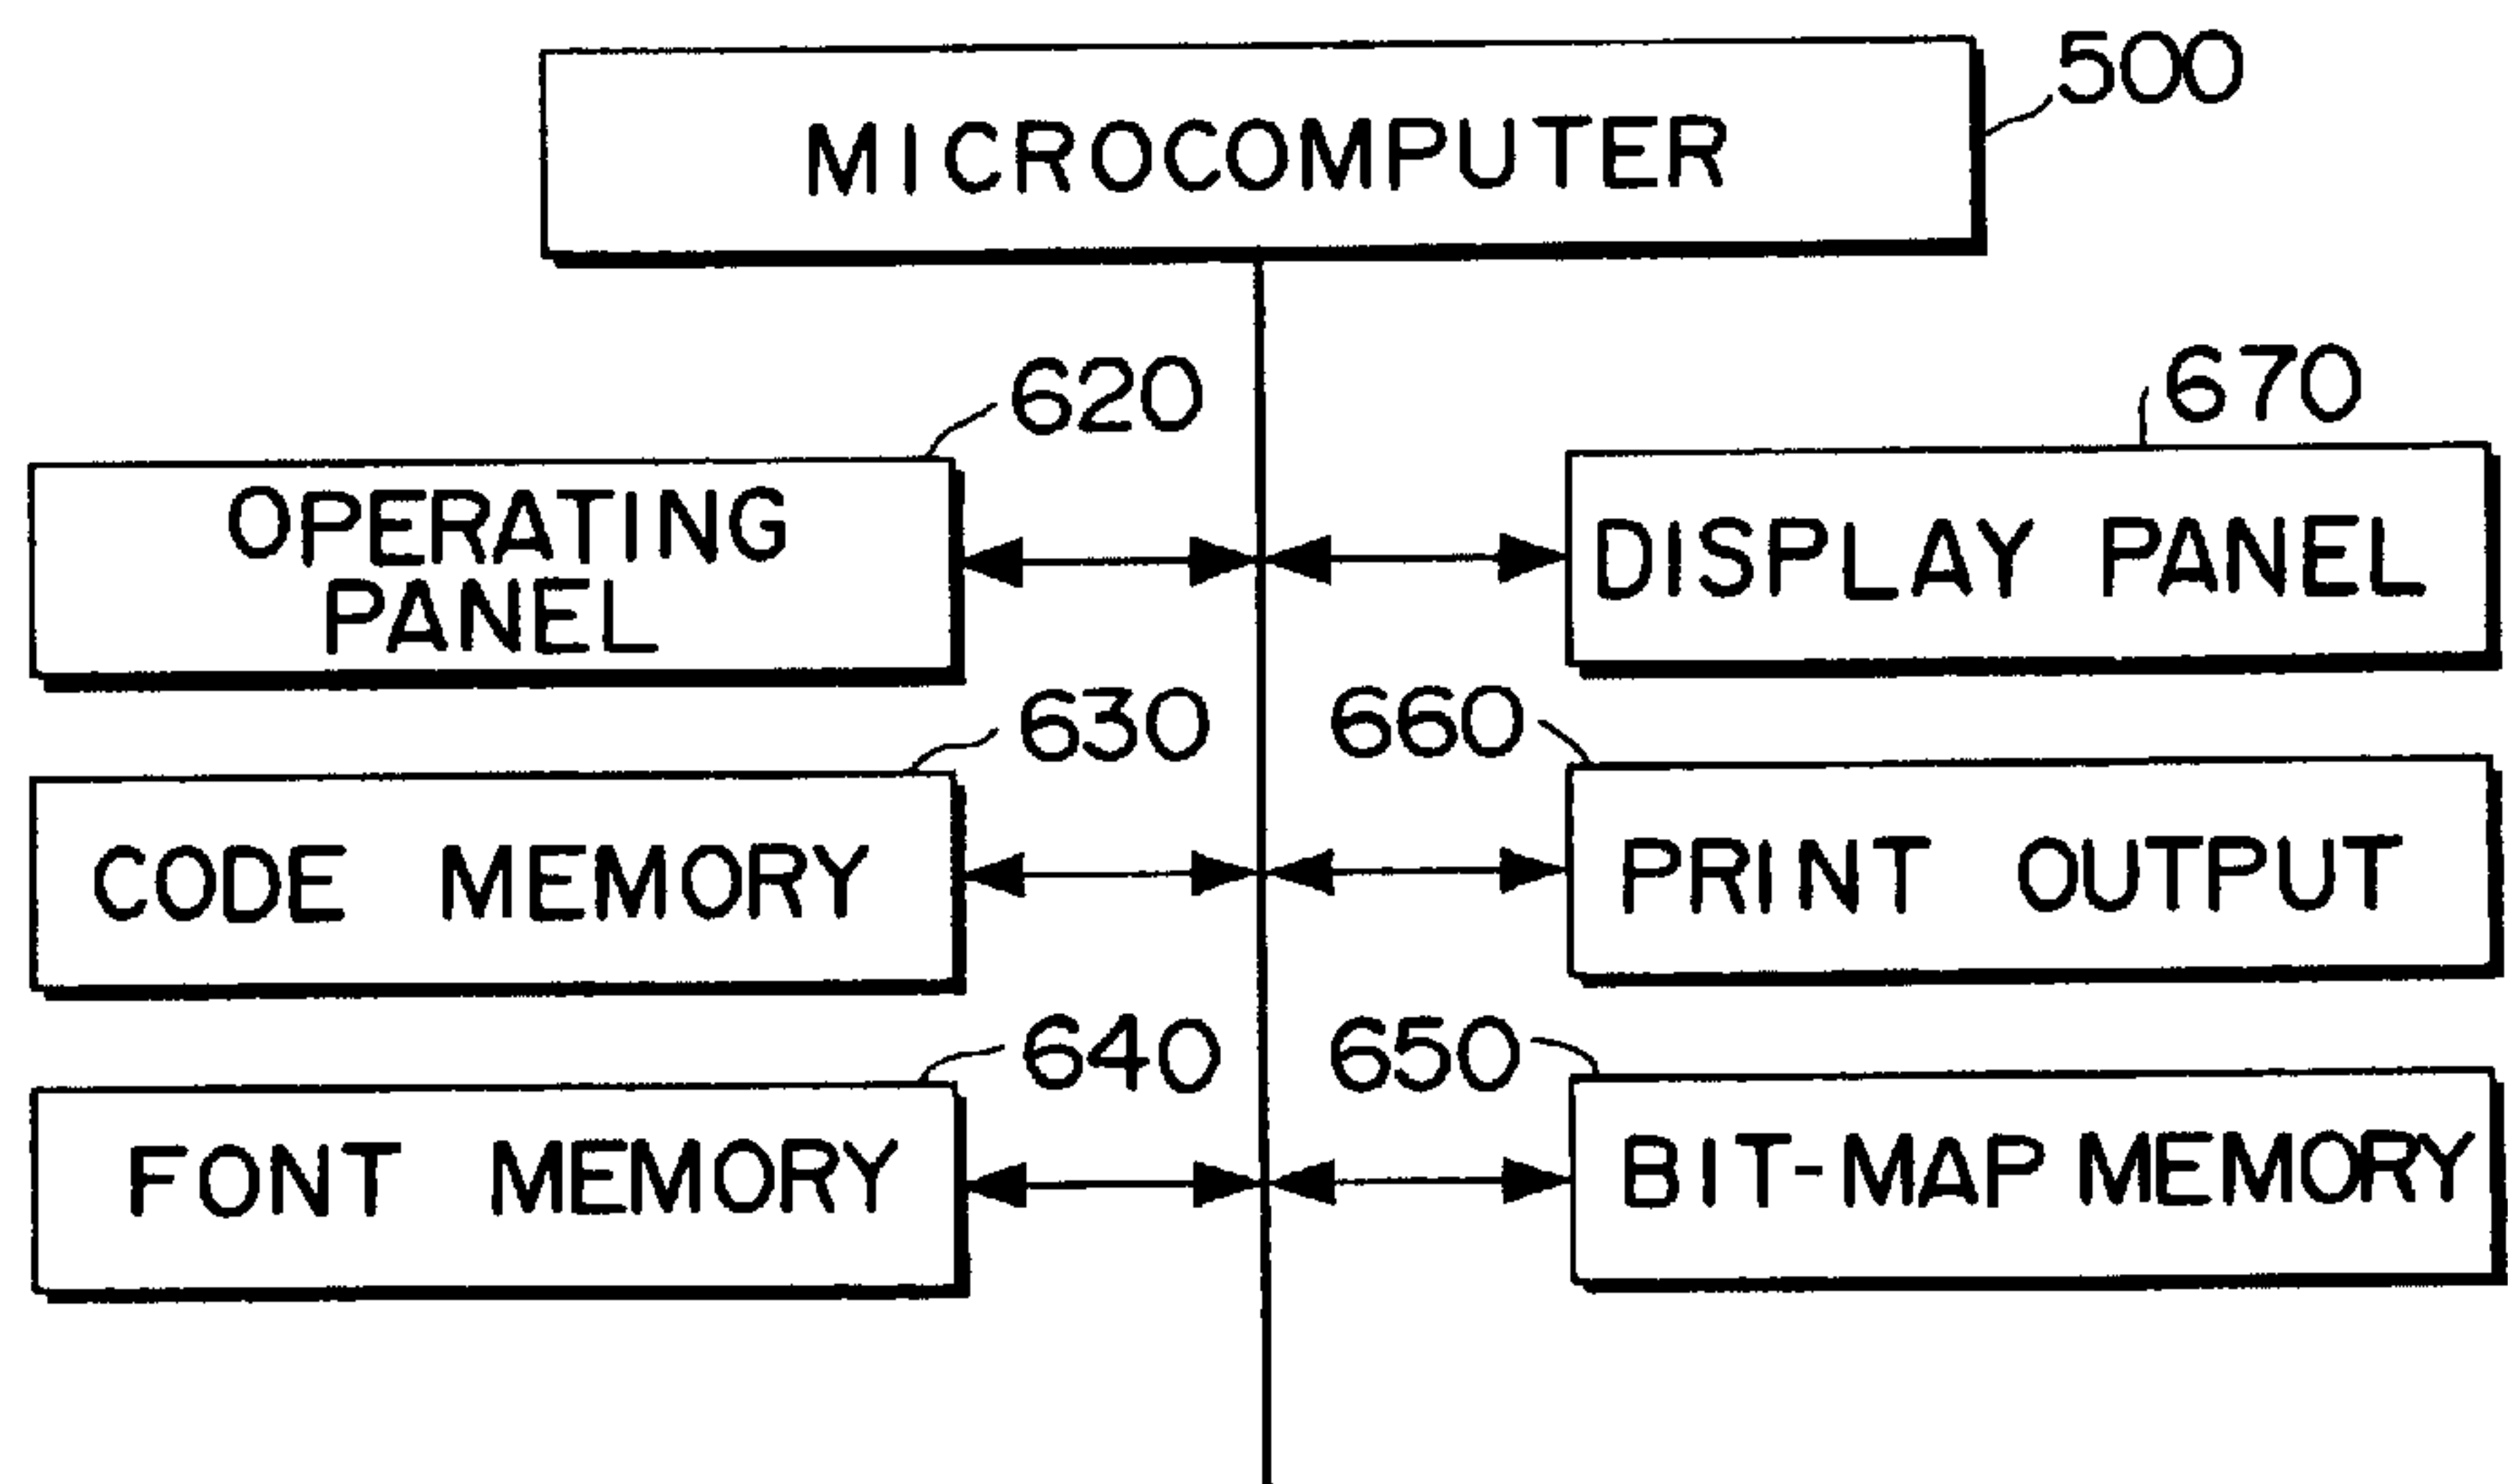 500
MICROCOMPUTER
620
670
OPERATING
PANEL
DISPLAY PANEL
630
660
CODE MEMORY
PRINT OUTPUT
640
650
FONT MEMORY
BIT-MAP MEMORY